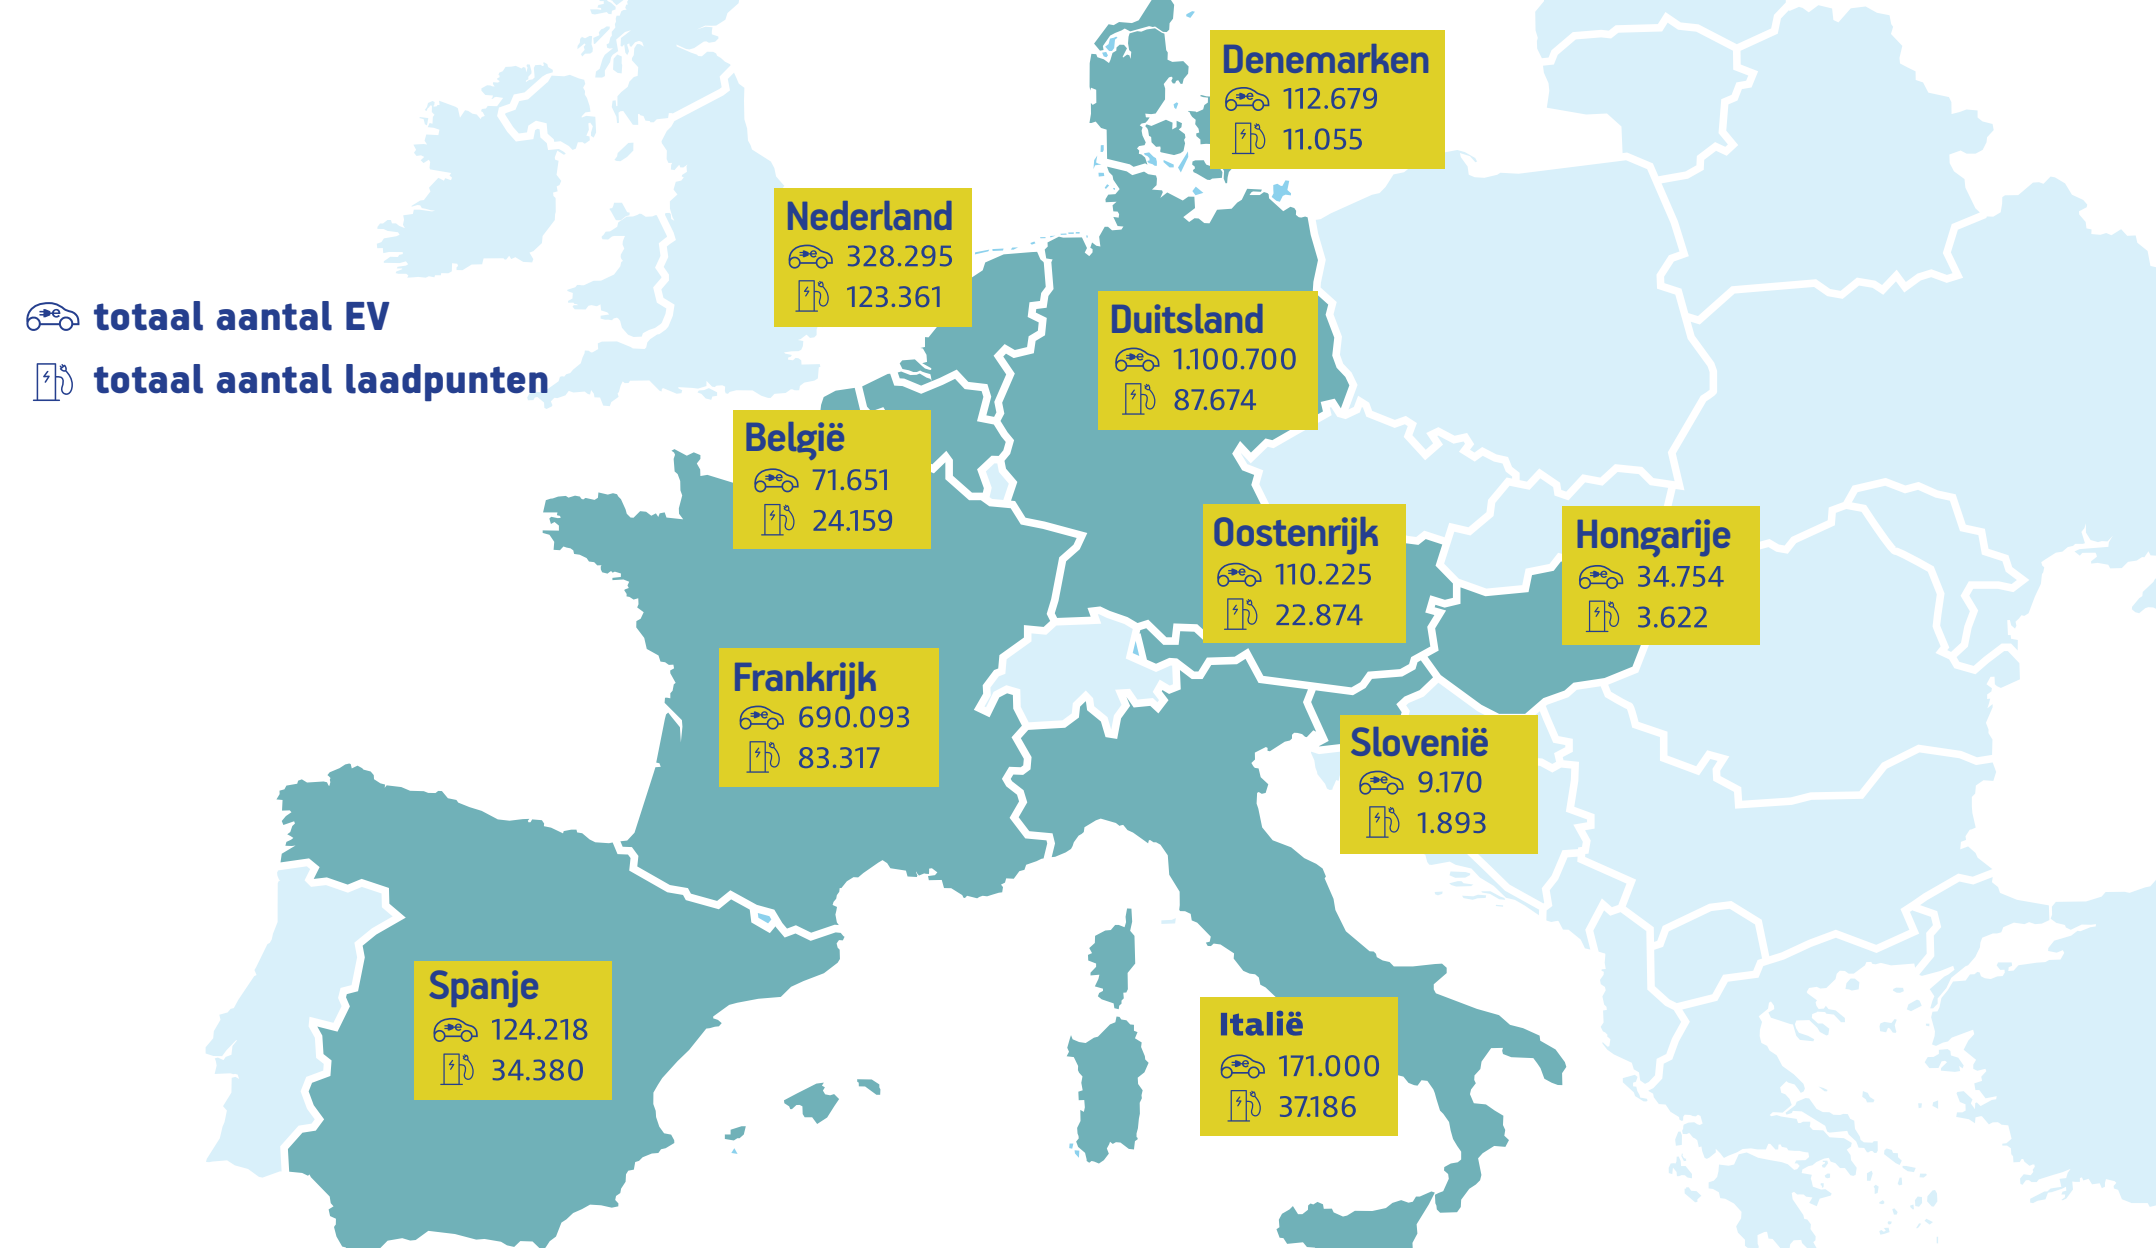 totaal aantal EV
totaal aantal laadpunten
Denemarken
112.679
11.055
Nederland
328.295
123.361
Duitsland
1.100.700
87.674
België
71.651
24.159
Oostenrijk
110.225
22.874
Hongarije
34.754
3.622
Frankrijk
690.093
83.317
Slovenië
9.170
1.893
Spanje
124.218
34.380
Italië
171.000
37.186